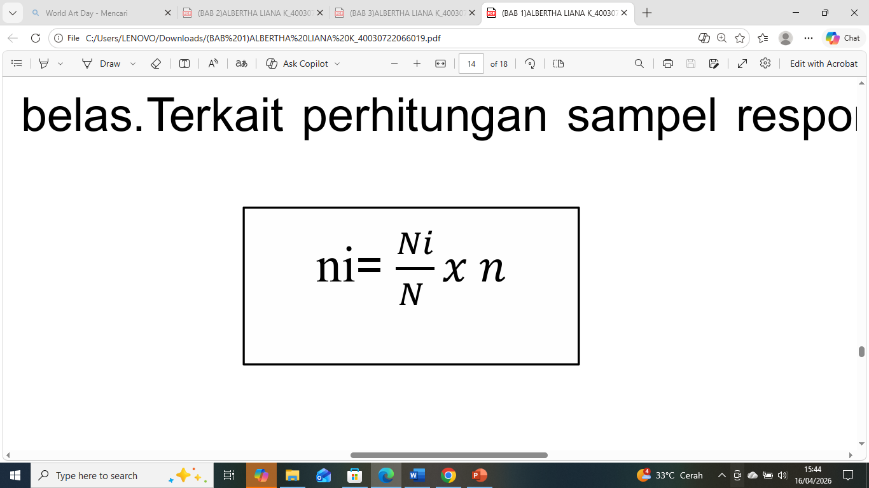 World Art Day - Mencari
(BAB 2)ALBERTHA LIANA K_40030
(BAB 3)ALBERTHA LIANA K_40030
(BAB 1)ALBERTHA LIANA K_40030
File C:/Users/LENOVO/Downloads/(BAB%201)ALBERTHA%20LIANA%20K_40030722066019.pdf
Chat
Draw
Ask Copilot
14 of 18
Edit with Acrobat
belas.Terkait perhitungan sampel respo
ni= Ni/N x n
Type here to search
33°C Cerah
15:44
16/04/2026